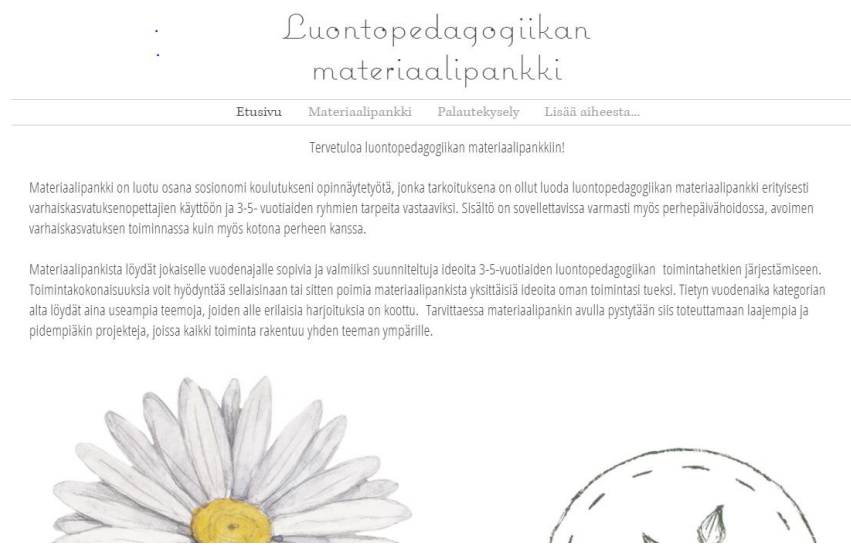 Luontopedagogiikan
materiaalipankki
Etusivu Materiaalipankki Palautekysely Lisää aiheesta...
Tervetuloa luontopedagogiikan materiaalipankkiin!
Materiaalipankki on luotu osana sosionomi koulutukseni opinnäytetyötä, jonka tarkoituksena on ollut luoda luontopedagogiikan materiaalipankki erityisesti
varhaiskasvatuksenopettajien käyttöön ja 3-5- vuotiaiden ryhmien tarpeita vastaaviksi. Sisältö on sovellettavissa varmasti myös perhepäivähoidossa, avoimen
varhaiskasvatuksen toiminnassa kuin myös kotona perheen kanssa.
Materiaalipankista löydät jokaiselle vuodenajalle sopivia ja valmiiksi suunniteltuja ideoita 3-5-vuotiaiden luontopedagogiikan toimintahetkien järjestämiseen.
Toimintakokonaisuuksia voit hyödyntää sellaisinaan tai sitten poimia materiaalipankista yksittäisiä ideoita oman toimintasi tueksi. Tietyn vuodenaika kategorian
alta löydät aina useampia teemoja, joiden alle erilaisia harjoituksia on koottu. Tarvittaessa materiaalipankin avulla pystytään siis toteuttamaan laajempia ja
pidempiäkin projekteja, joissa kaikki toiminta rakentuu yhden teeman ympärille.